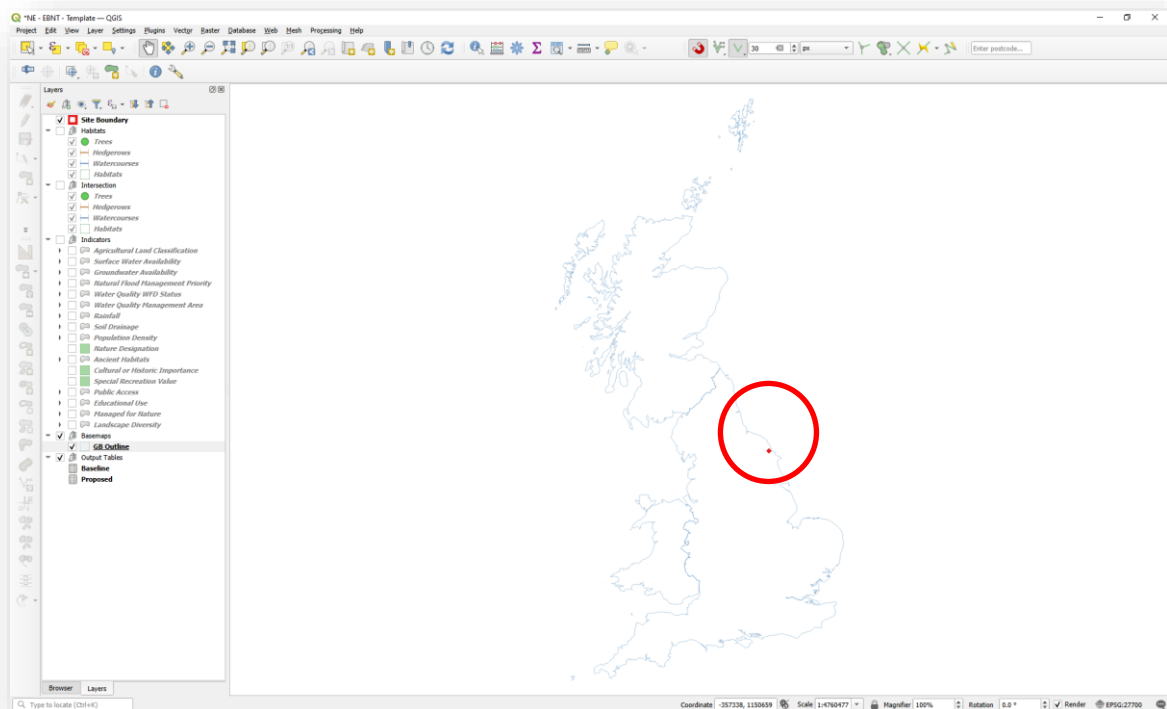 *NE - EBNT - Template — QGIS
Project Edit View Layer Settings Plugins Vector Raster Database Web Mesh Processing Help
30 px Enter postcode...
Layers
Site Boundary
Habitats
Trees
Hedgerows
Watercourses
Habitats
Intersection
Trees
Hedgerows
Watercourses
Habitats
Indicators
Agricultural Land Classification
Surface Water Availability
Groundwater Availability
Natural Flood Management Priority
Water Quality WFD Status
Water Quality Management Area
Rainfall
Soil Drainage
Population Density
Nature Designation
Ancient Habitats
Cultural or Historic Importance
Special Recreation Value
Public Access
Educational Use
Managed for Nature
Landscape Diversity
Basemaps
GB Outline
Output Tables
Baseline
Proposed
Browser Layers
Type to locate (Ctrl+K) Coordinate -357338, 1150659 Scale 1:4760477 Magnifier 100% Rotation 0.0 ° Render EPSG:27700